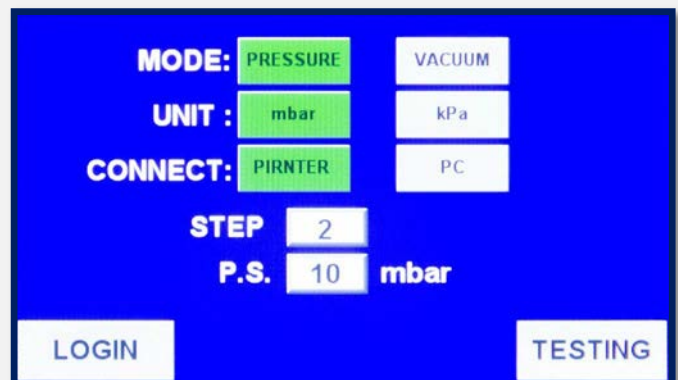 MODE: PRESSURE VACUUM
UNIT : mbar kPa
CONNECT: PIRNTER PC
STEP 2
P.S. 10 mbar
LOGIN TESTING